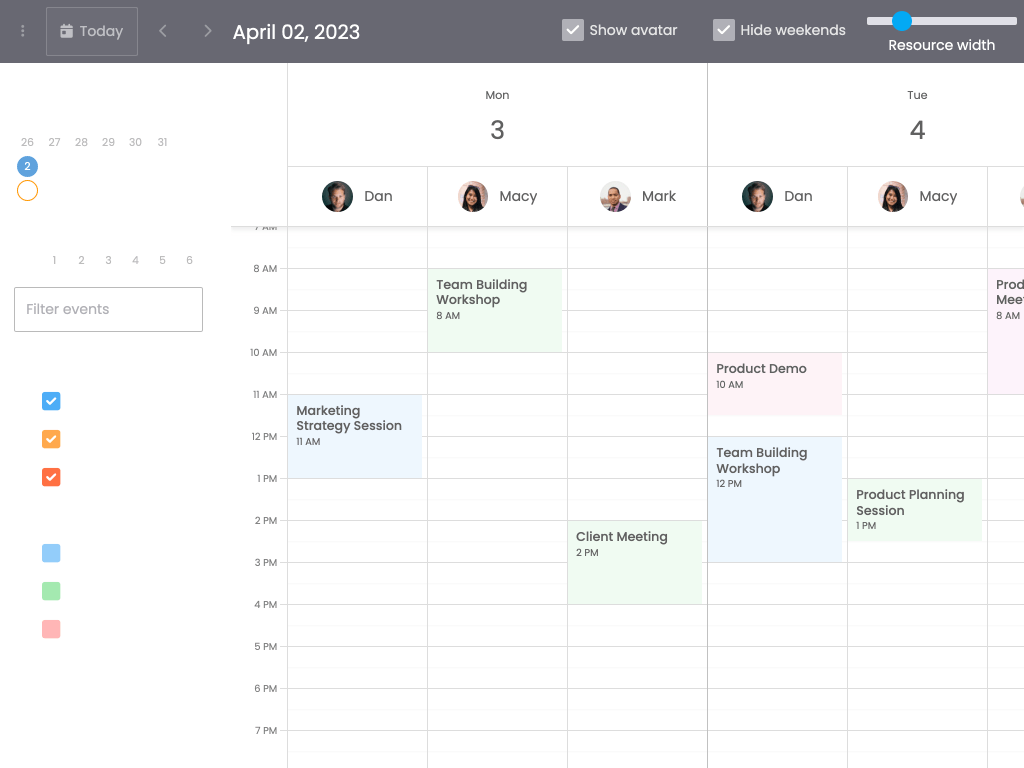 Today
April 02, 2023
Show avatar
Hide weekends
Resource width
Mon
3
Tue
4
26 27 28 29 30 31
2
Dan
Macy
Mark
Dan
Macy
1 2 3 4 5 6
Filter events
7 AM
8 AM
9 AM
10 AM
11 AM
12 PM
1 PM
2 PM
3 PM
4 PM
5 PM
6 PM
7 PM
Team Building
Workshop
8 AM
Marketing
Strategy Session
11 AM
Client Meeting
2 PM
Product Demo
10 AM
Team Building
Workshop
12 PM
Product Planning
Session
1 PM
Prod
Meet
8 AM